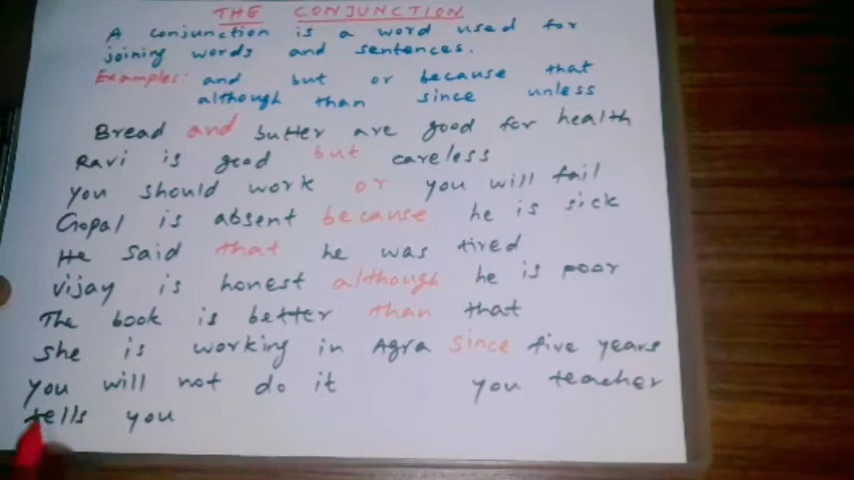 THE CONJUNCTION
A conjunction is a word used for
joining words and sentences.
Examples: and but or because that
although than since unless
Bread and butter are good for health
Ravi is good but careless
You should work or you will fail
Gopal is absent because he is sick
He said that he was tired
Vijay is honest although he is poor
The book is better than that
She is working in Agra since five years
You will not do it you teacher
tells you